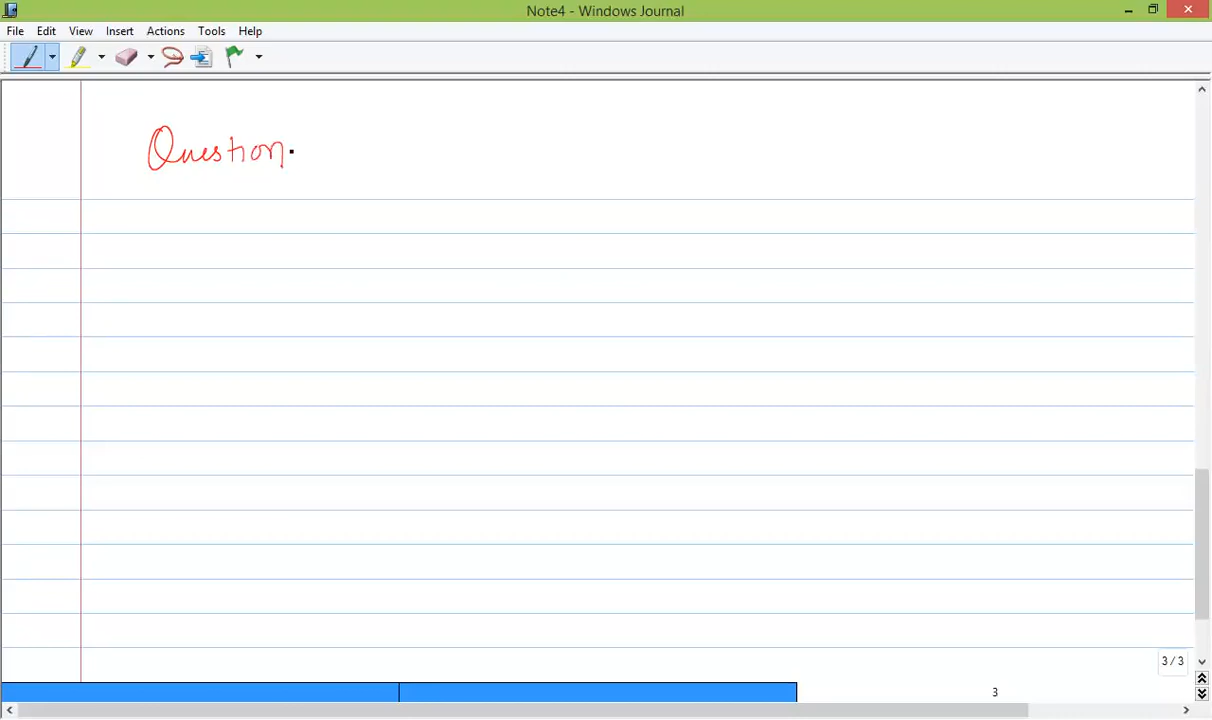 Note4 - Windows Journal
File Edit View Insert Actions Tools Help
Question
3 / 3
3